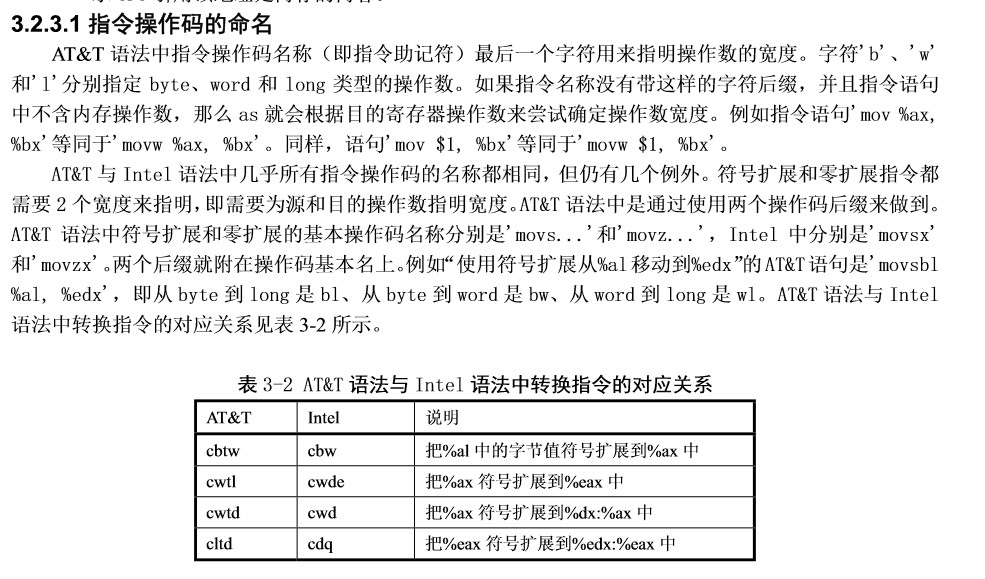 3.2.3.1 指令操作码的命名
AT&T 语法中指令操作码名称（即指令助记符）最后一个字符用来指明操作数的宽度。字符'b'、'w'
和'l'分别指定 byte、word 和 long 类型的操作数。如果指令名称没有带这样的字符后缀，并且指令语句
中不含内存操作数，那么 as 就会根据目的寄存器操作数来尝试确定操作数宽度。例如指令语句'mov %ax,
%bx'等同于'movw %ax, %bx'。同样，语句'mov $1, %bx'等同于'movw $1, %bx'。
AT&T 与 Intel 语法中几乎所有指令操作码的名称都相同，但仍有几个例外。符号扩展和零扩展指令都
需要 2 个宽度来指明，即需要为源和目的操作数指明宽度。AT&T 语法中是通过使用两个操作码后缀来做到。
AT&T 语法中符号扩展和零扩展的基本操作码名称分别是'movs...'和'movz...'，Intel 中分别是'movsx'
和'movzx'。两个后缀就附在操作码基本名上。例如“使用符号扩展从%al 移动到%edx”的 AT&T 语句是'movsbl
%al, %edx'，即从 byte 到 long 是 bl、从 byte 到 word 是 bw、从 word 到 long 是 wl。AT&T 语法与 Intel
语法中转换指令的对应关系见表 3-2 所示。
表 3-2 AT&T 语法与 Intel 语法中转换指令的对应关系
AT&T Intel 说明
cbtw cbw 把%al 中的字节值符号扩展到%ax 中
cwtl cwde 把%ax 符号扩展到%eax 中
cwtd cwd 把%ax 符号扩展到%dx:%ax 中
cltd cdq 把%eax 符号扩展到%edx:%eax 中